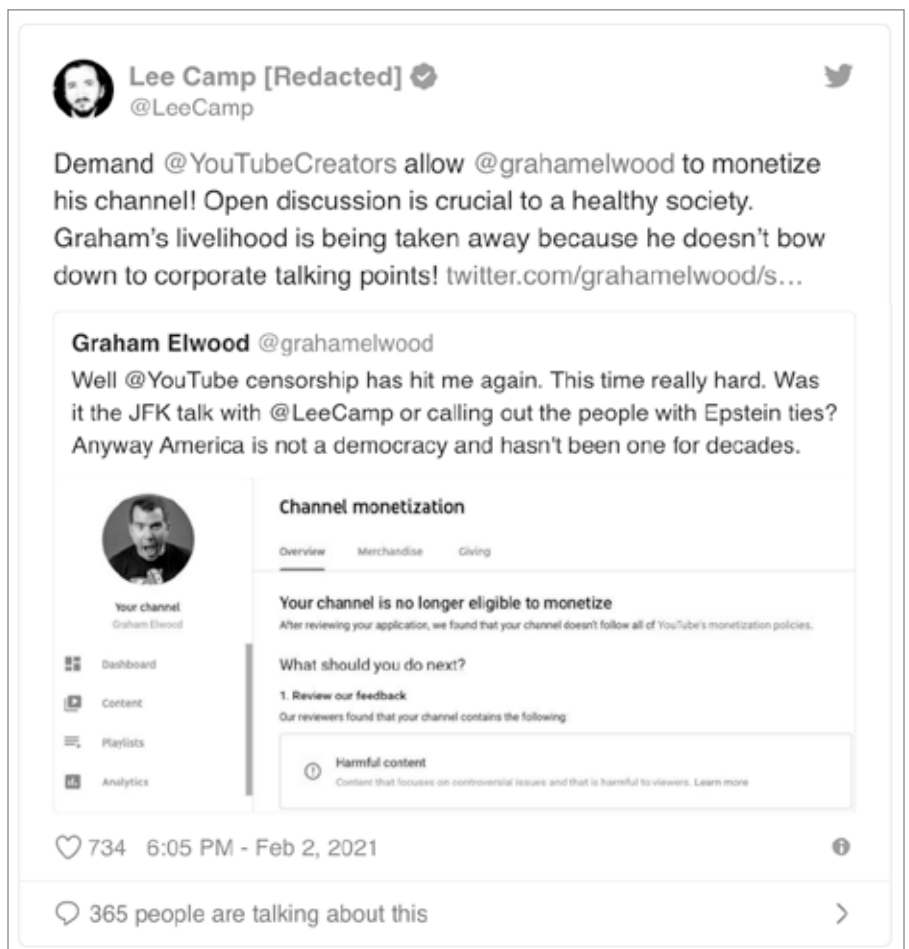 Lee Camp [Redacted]
@LeeCamp
Demand @YouTubeCreators allow @grahamelwood to monetize
his channel! Open discussion is crucial to a healthy society.
Graham's livelihood is being taken away because he doesn't bow
down to corporate talking points! twitter.com/grahamelwood/s…
Graham Elwood @grahamelwood
Well @YouTube censorship has hit me again. This time really hard. Was
it the JFK talk with @LeeCamp or calling out the people with Epstein ties?
Anyway America is not a democracy and hasn't been one for decades.
Your channel
Graham Elwood
Dashboard
Content
Playlists
Analytics
Channel monetization
Overview Merchandise Giving
Your channel is no longer eligible to monetize
After reviewing your application, we found that your channel doesn't follow all of YouTube's monetization policies.
What should you do next?
1. Review our feedback
Our reviewers found that your channel contains the following:
Harmful content
Content that focuses on controversial issues and that is harmful to viewers. Learn more
734 6:05 PM - Feb 2, 2021
365 people are talking about this